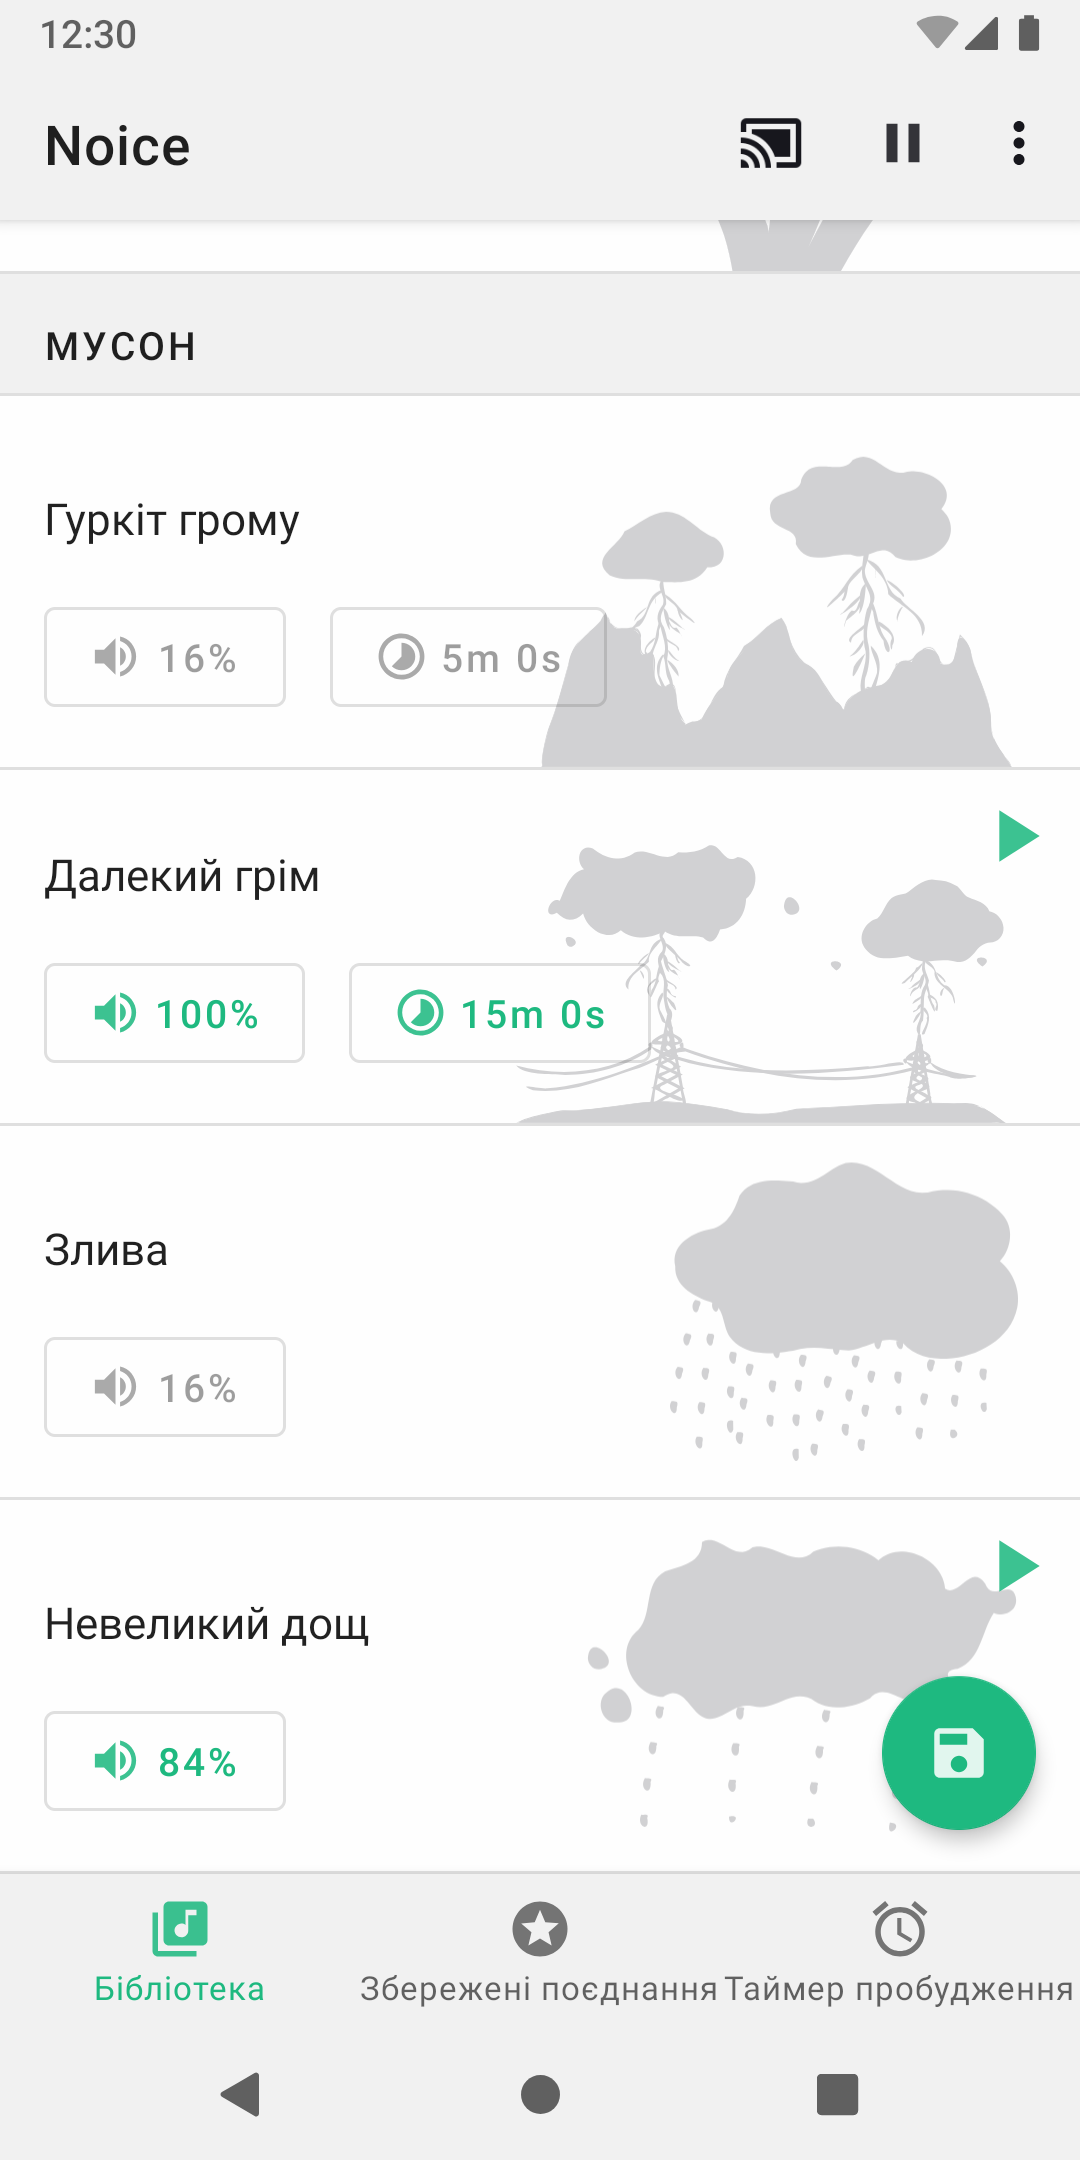 12:30
Noice
МУСОН
Гуркіт грому
16%
5m 0s
Далекий грім
100%
15m 0s
Злива
16%
Невеликий дощ
84%
Бібліотека
Збережені поєднання
Таймер пробудження